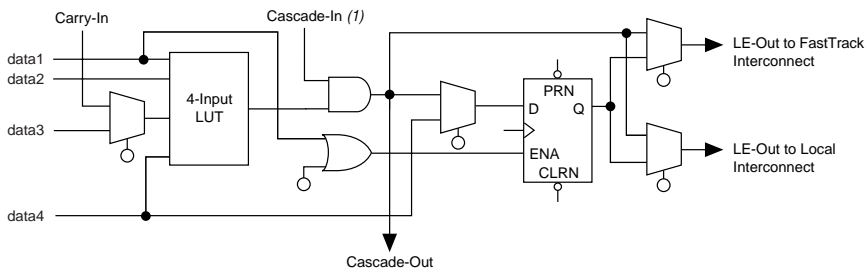 Carry-In
Cascade-In (1)
data1
data2
4-Input
LUT
data3
data4
PRN
D
Q
ENA
CLRN
LE-Out to FastTrack
Interconnect
LE-Out to Local
Interconnect
Cascade-Out